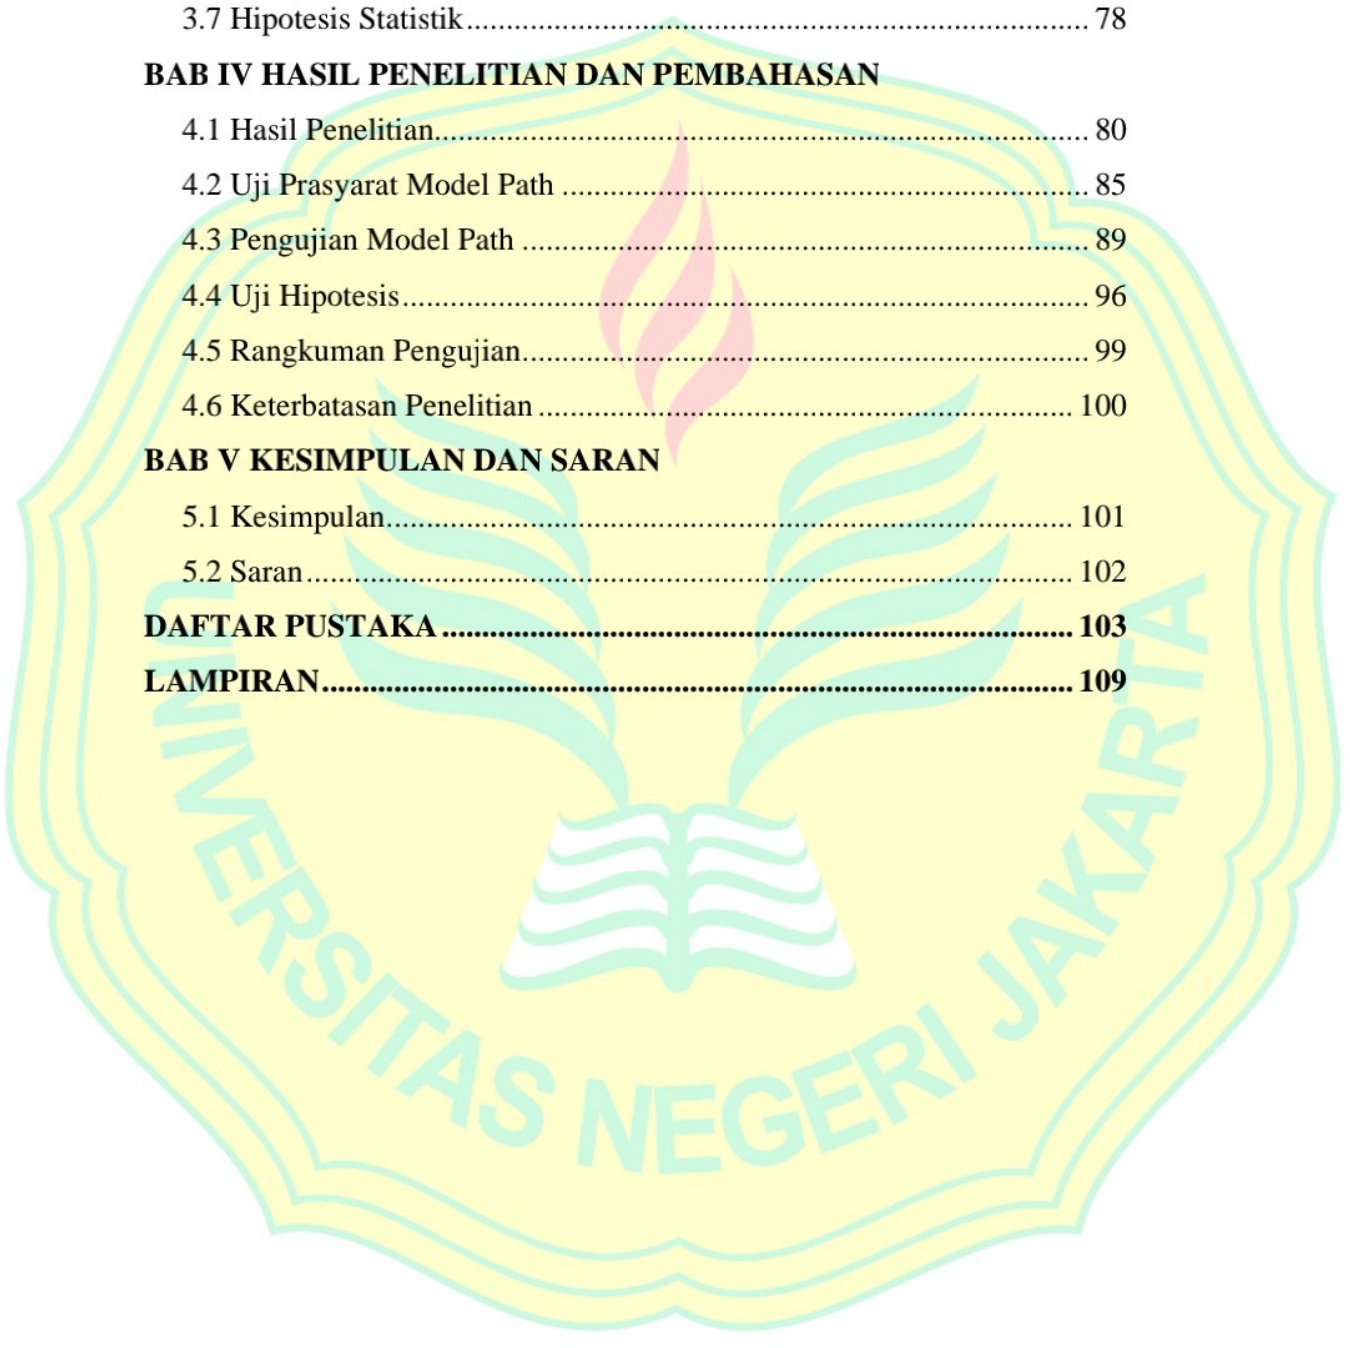 3.7 Hipotesis Statistik........................................................................ 78
BAB IV HASIL PENELITIAN DAN PEMBAHASAN
4.1 Hasil Penelitian........................................................................ 80
4.2 Uji Prasyarat Model Path ........................................................................ 85
4.3 Pengujian Model Path ........................................................................ 89
4.4 Uji Hipotesis........................................................................ 96
4.5 Rangkuman Pengujian........................................................................ 99
4.6 Keterbatasan Penelitian ........................................................................ 100
BAB V KESIMPULAN DAN SARAN
5.1 Kesimpulan........................................................................ 101
5.2 Saran........................................................................ 102
DAFTAR PUSTAKA ........................................................................ 103
LAMPIRAN........................................................................ 109
UNIVERSITAS NEGERI JAKARTA